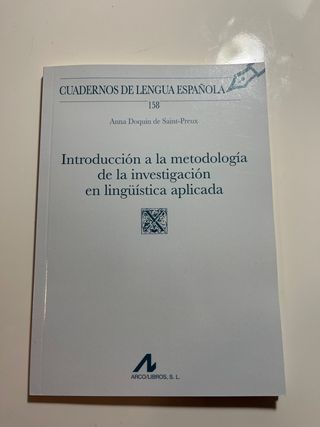 CUADERNOS DE LENGUA ESPAÑOLA
158
Anna Doquin de Saint-Preux
Introducción a la metodología
de la investigación
en lingüística aplicada
X
ARCO/LIBROS, S. L.